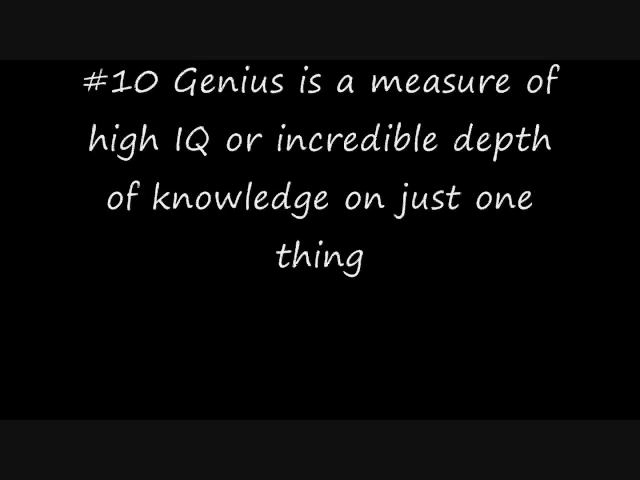 #10 Genius is a measure of
high IQ or incredible depth
of knowledge on just one
thing